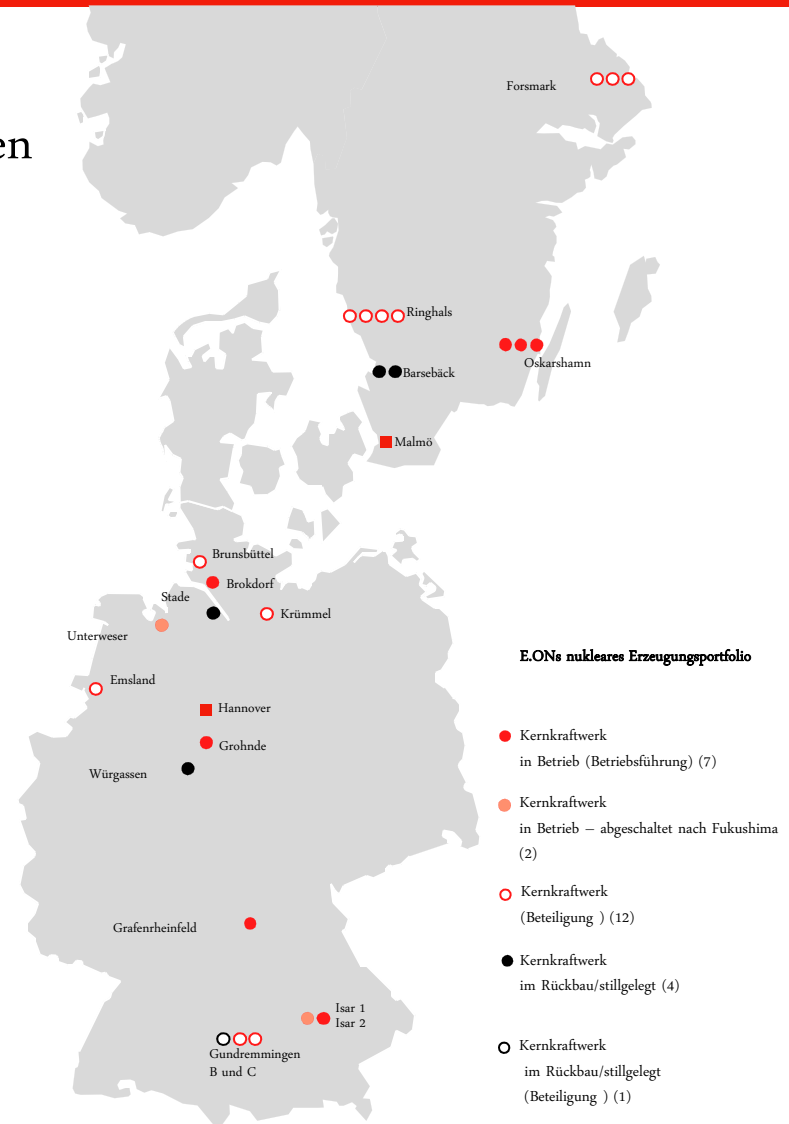 en
Forsmark
Ringhals
Oskarshamn
Barsebäck
Malmö
Brunsbüttel
Brokdorf
Stade
Krümmel
Unterweser
Emsland
Hannover
Grohnde
Würgassen
Grafenrheinfeld
Isar 1
Isar 2
Gundremmingen
B und C
E.ONs nukleares Erzeugungsportfolio
Kernkraftwerk
in Betrieb (Betriebsführung) (7)
Kernkraftwerk
in Betrieb – abgeschaltet nach Fukushima
(2)
Kernkraftwerk
(Beteiligung ) (12)
Kernkraftwerk
im Rückbau/stillgelegt (4)
Kernkraftwerk
im Rückbau/stillgelegt
(Beteiligung ) (1)